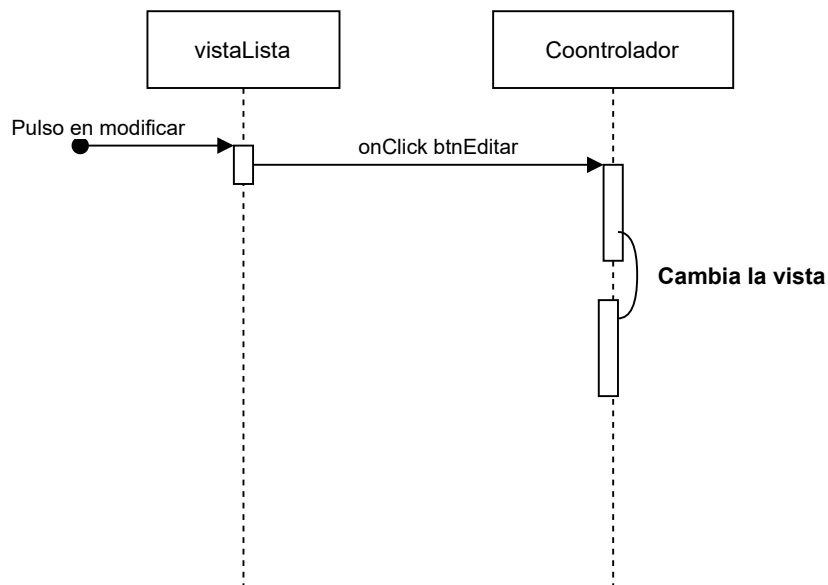 vistaLista
Coontrolador
Pulso en modificar
onClick btnEditar
Cambia la vista